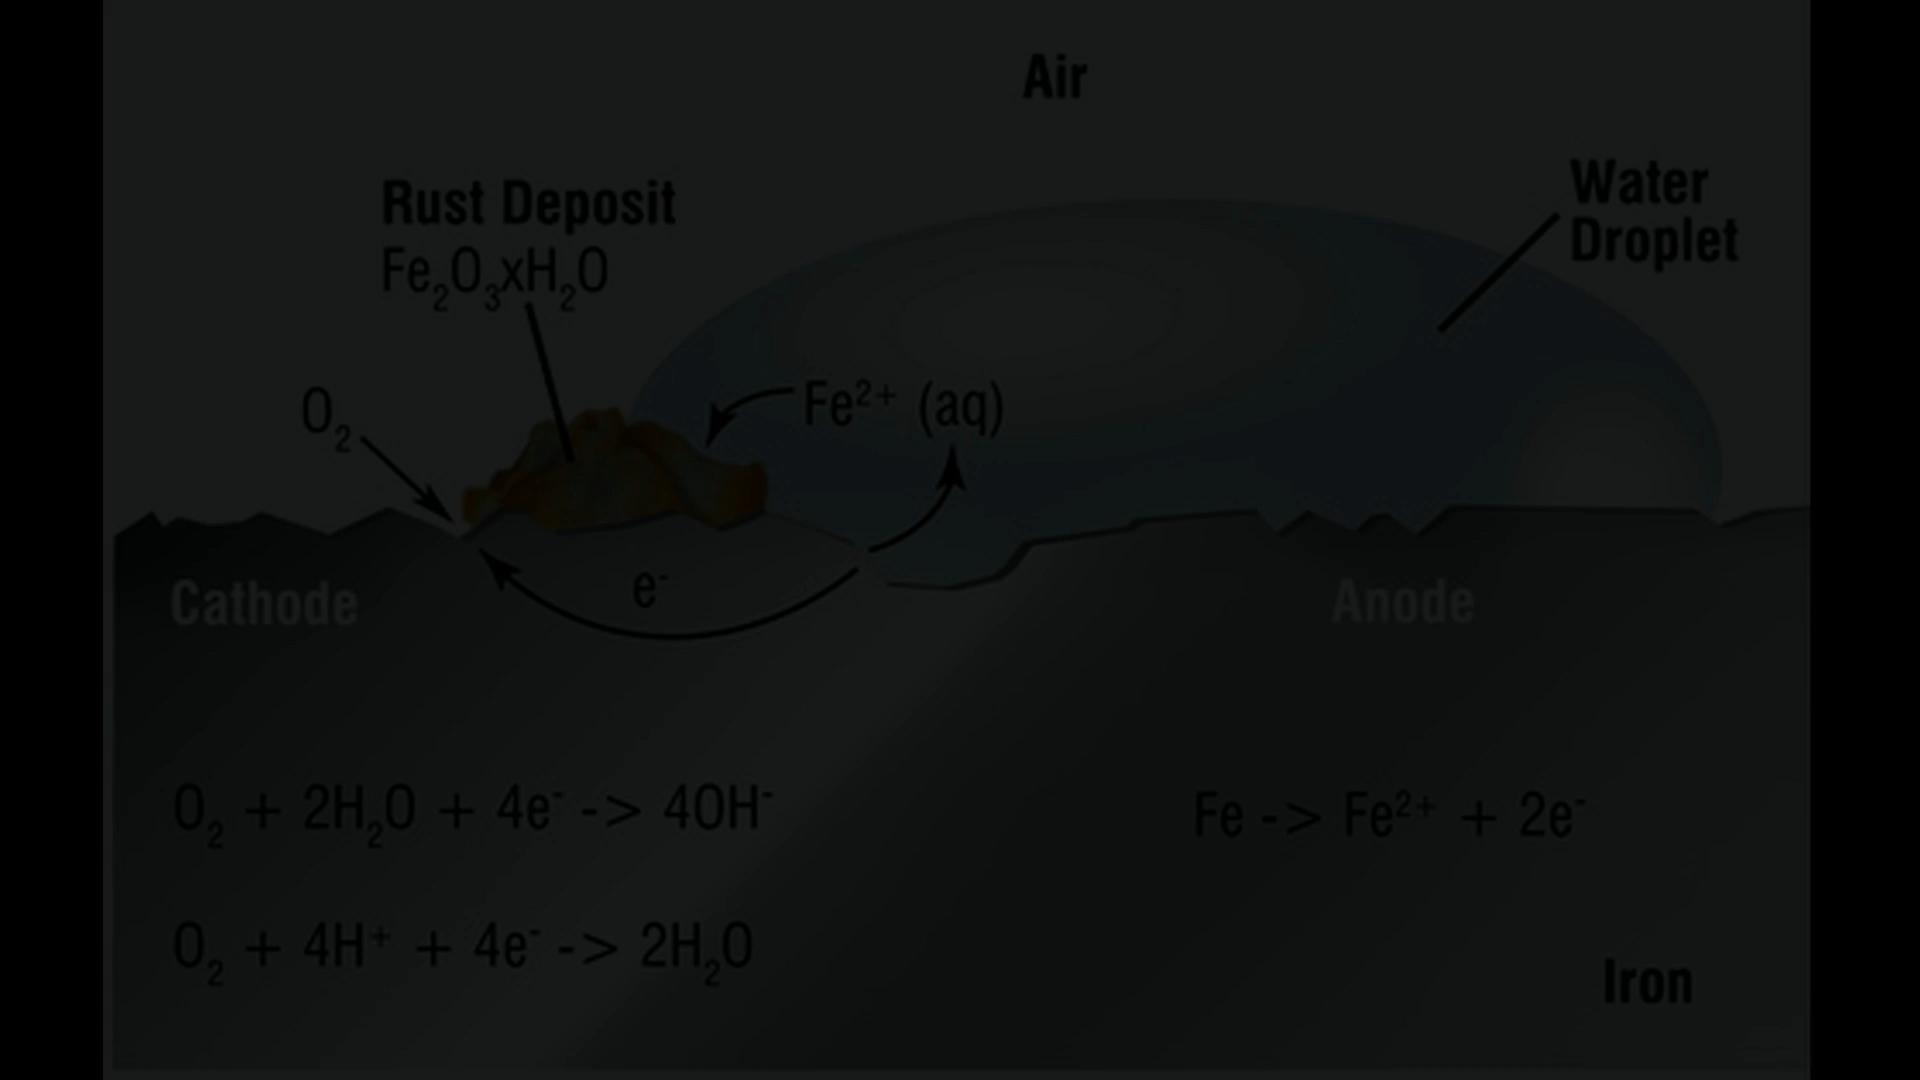 Air
Rust Deposit
Fe₂O₃xH₂O
Water
Droplet
O₂
Fe²⁺ (aq)
e⁻
Cathode
Anode
O₂ + 2H₂O + 4e⁻ -> 4OH⁻
Fe -> Fe²⁺ + 2e⁻
O₂ + 4H⁺ + 4e⁻ -> 2H₂O
Iron